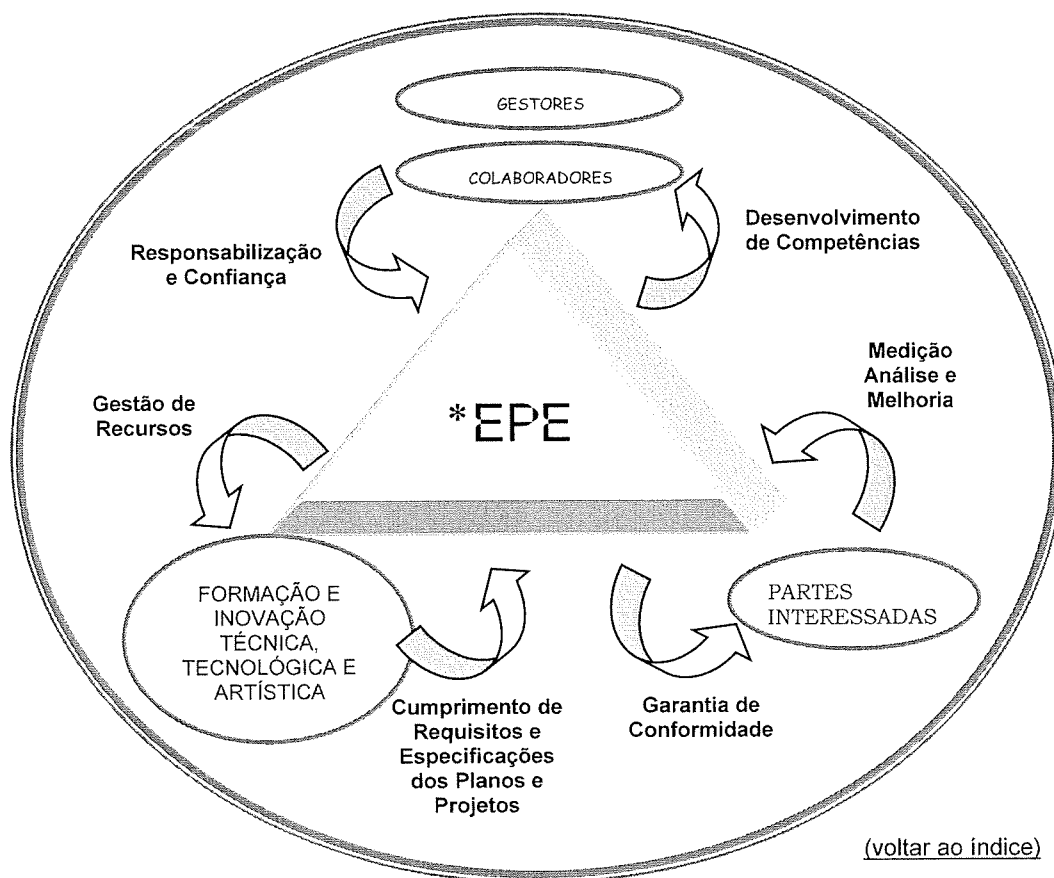 GESTORES
COLABORADORES
Responsabilização
e Confiança
Desenvolvimento
de Competências
Medição
Análise e
Melhoria
Gestão de
Recursos
*EPE
FORMAÇÃO E
INOVAÇÃO
TÉCNICA,
TECNOLÓGICA E
ARTÍSTICA
PARTES
INTERESSADAS
Cumprimento de
Requisitos e
Especificações
dos Planos e
Projetos
Garantia de
Conformidade
(voltar ao índice)